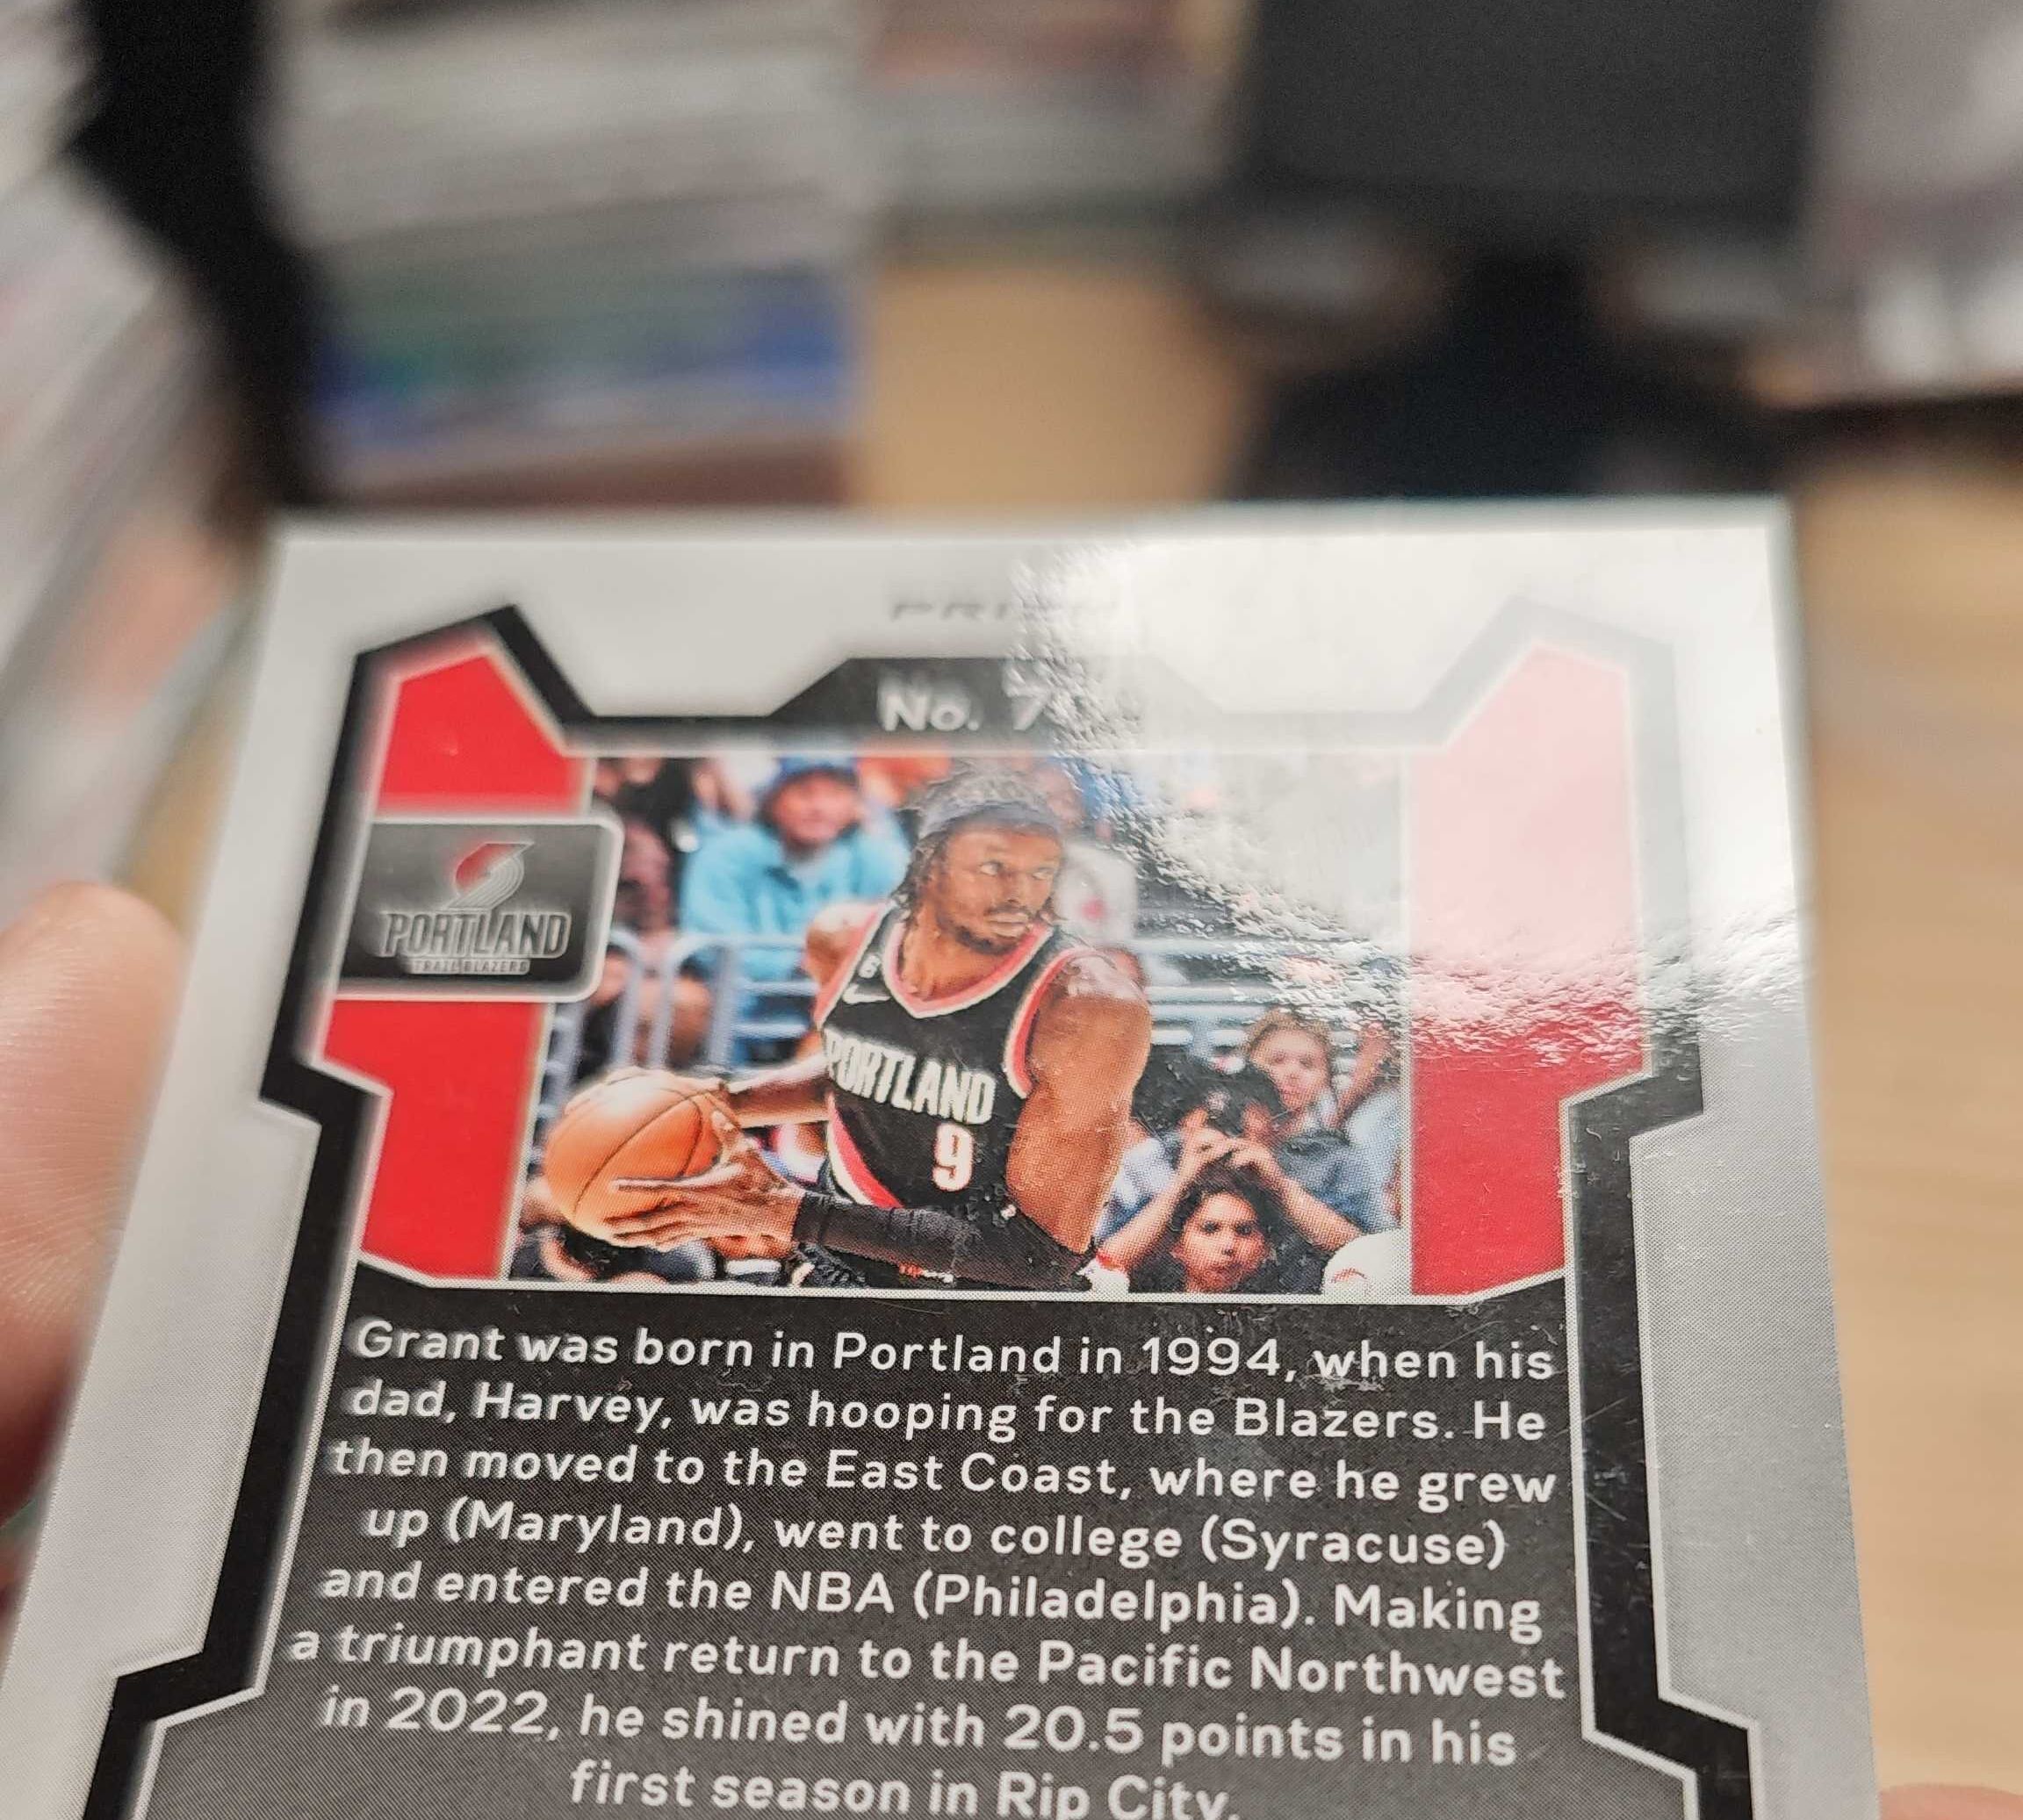 No. 7
PORTLAND
TRAIL BLAZERS
PORTLAND
9
Grant was born in Portland in 1994, when his
dad, Harvey, was hooping for the Blazers. He
then moved to the East Coast, where he grew
up (Maryland), went to college (Syracuse)
and entered the NBA (Philadelphia). Making
a triumphant return to the Pacific Northwest
in 2022, he shined with 20.5 points in his
first season in Rip City.